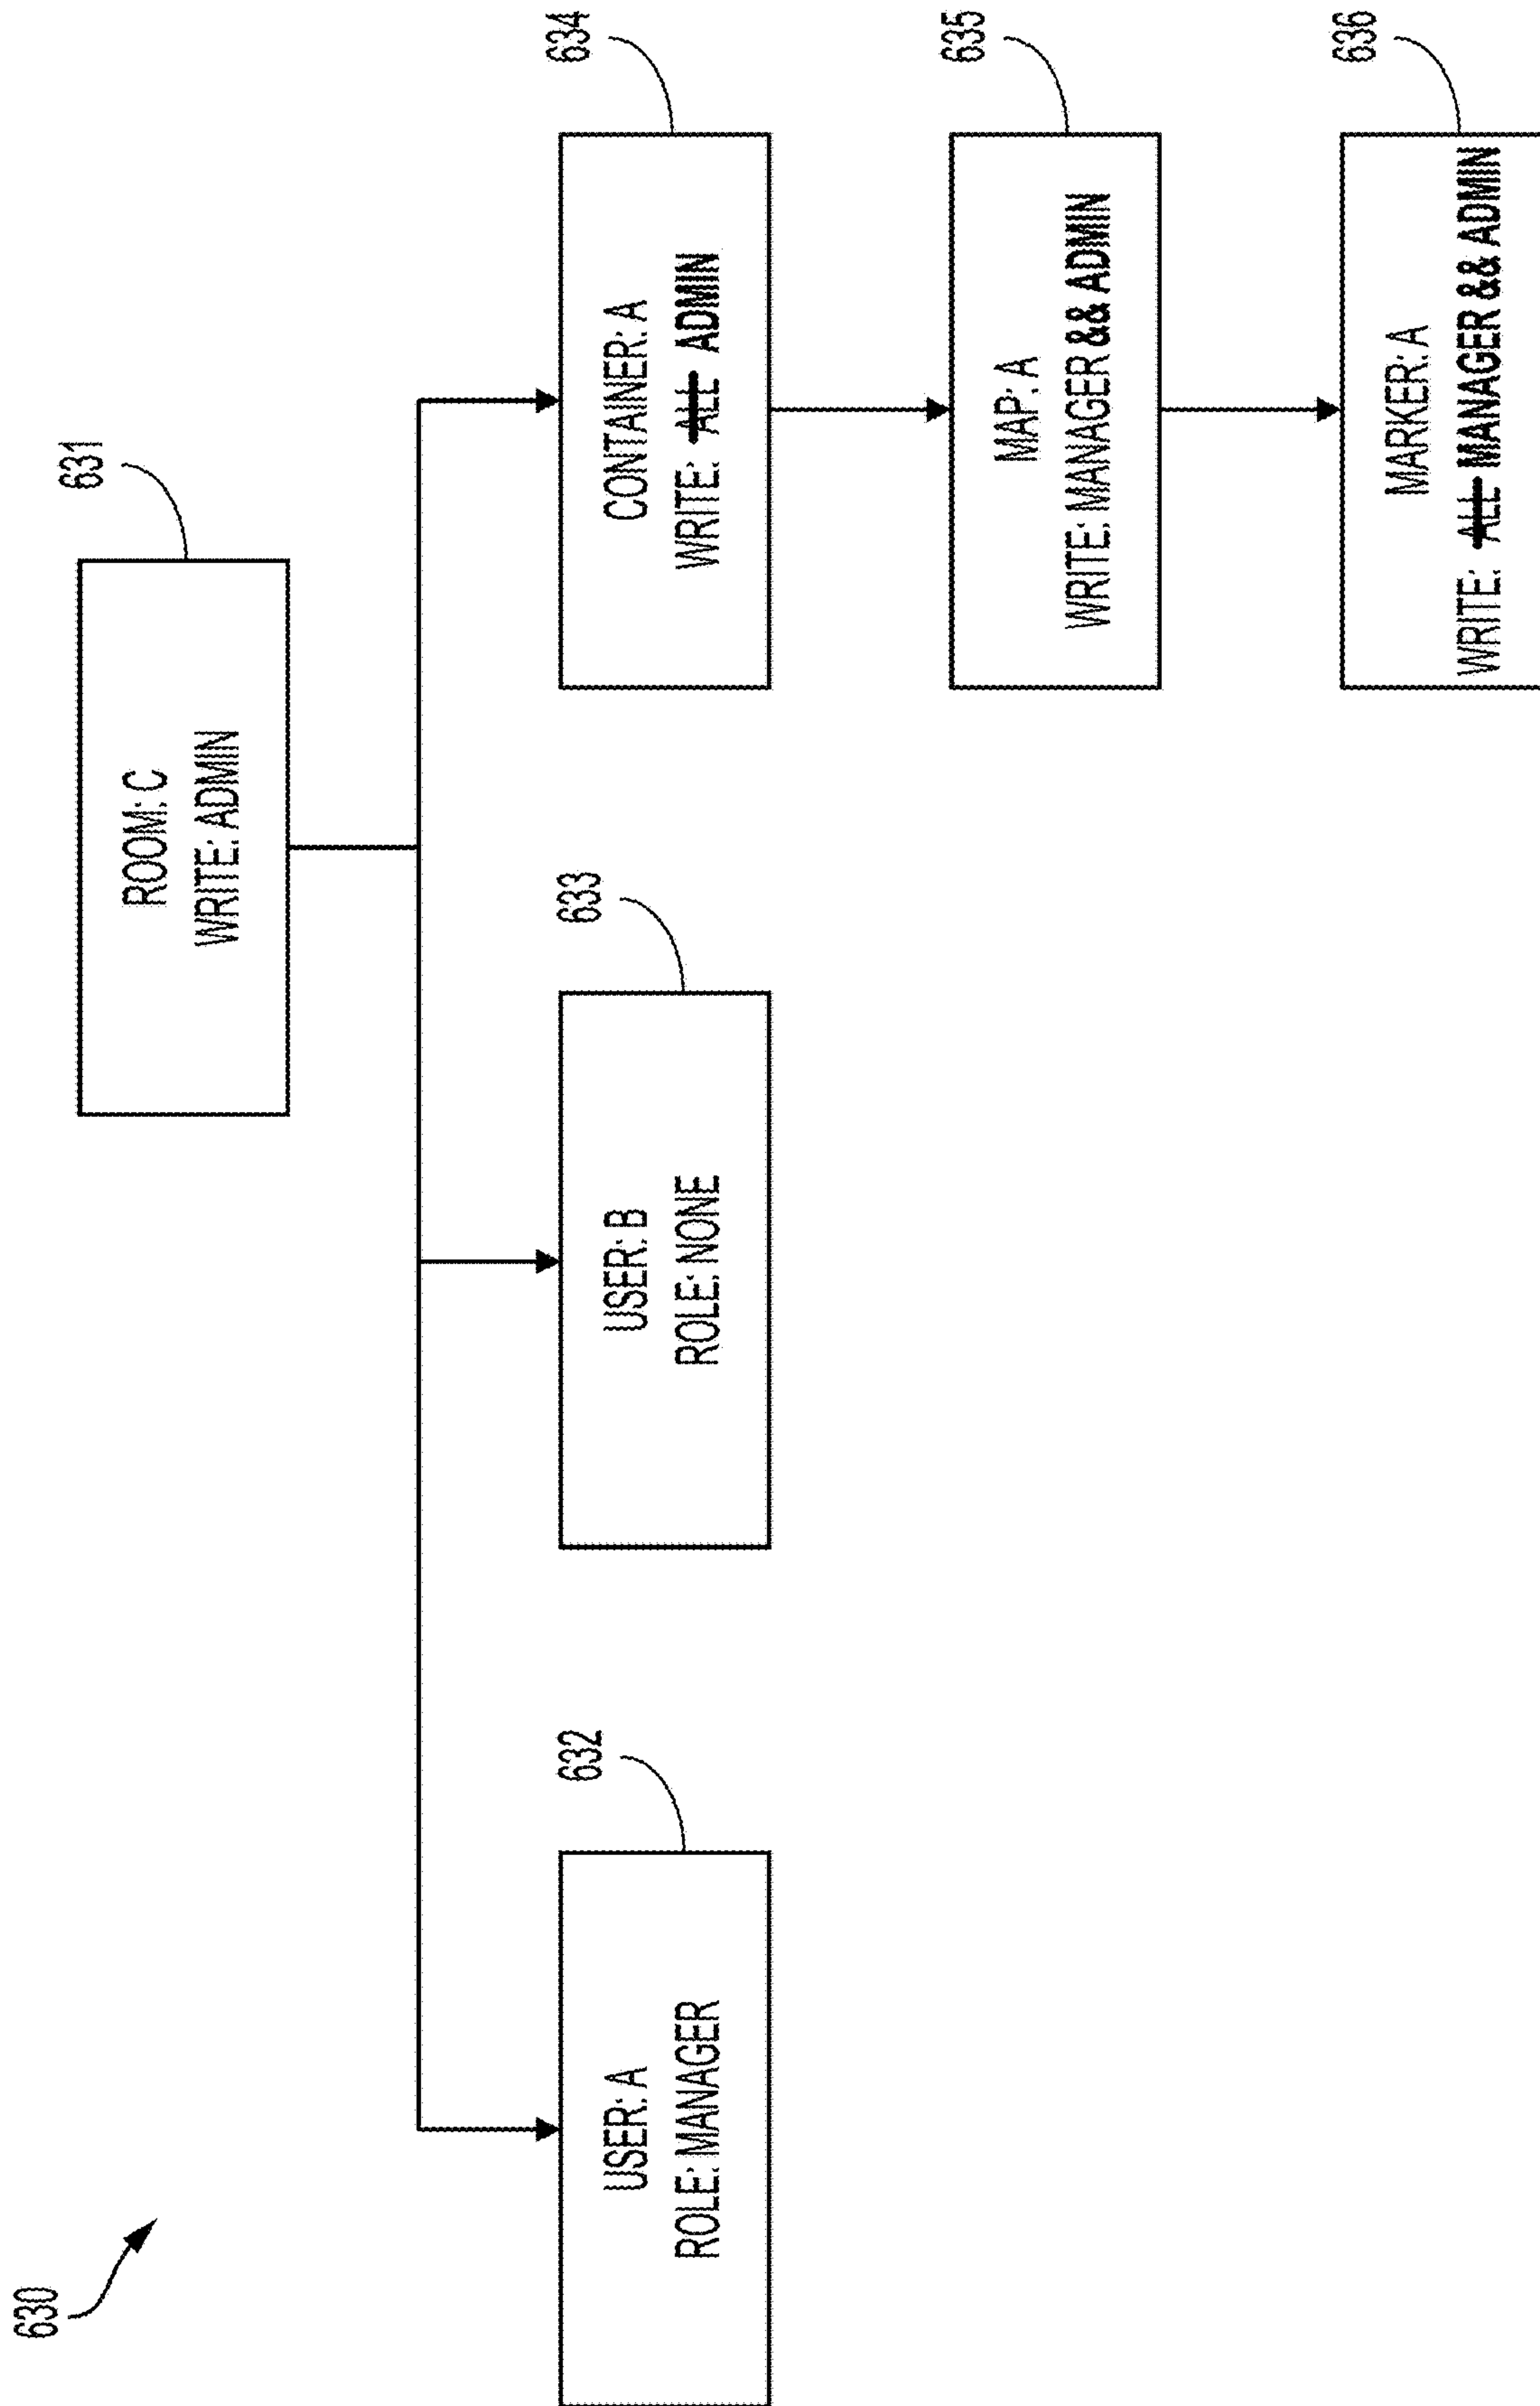 630
631
ROOM: C
WRITE: ADMIN
632
USER: A
ROLE: MANAGER
633
USER: B
ROLE: NONE
634
CONTAINER: A
WRITE: ALL ADMIN
635
MAP: A
WRITE: MANAGER && ADMIN
636
MARKER: A
WRITE: ALL MANAGER && ADMIN